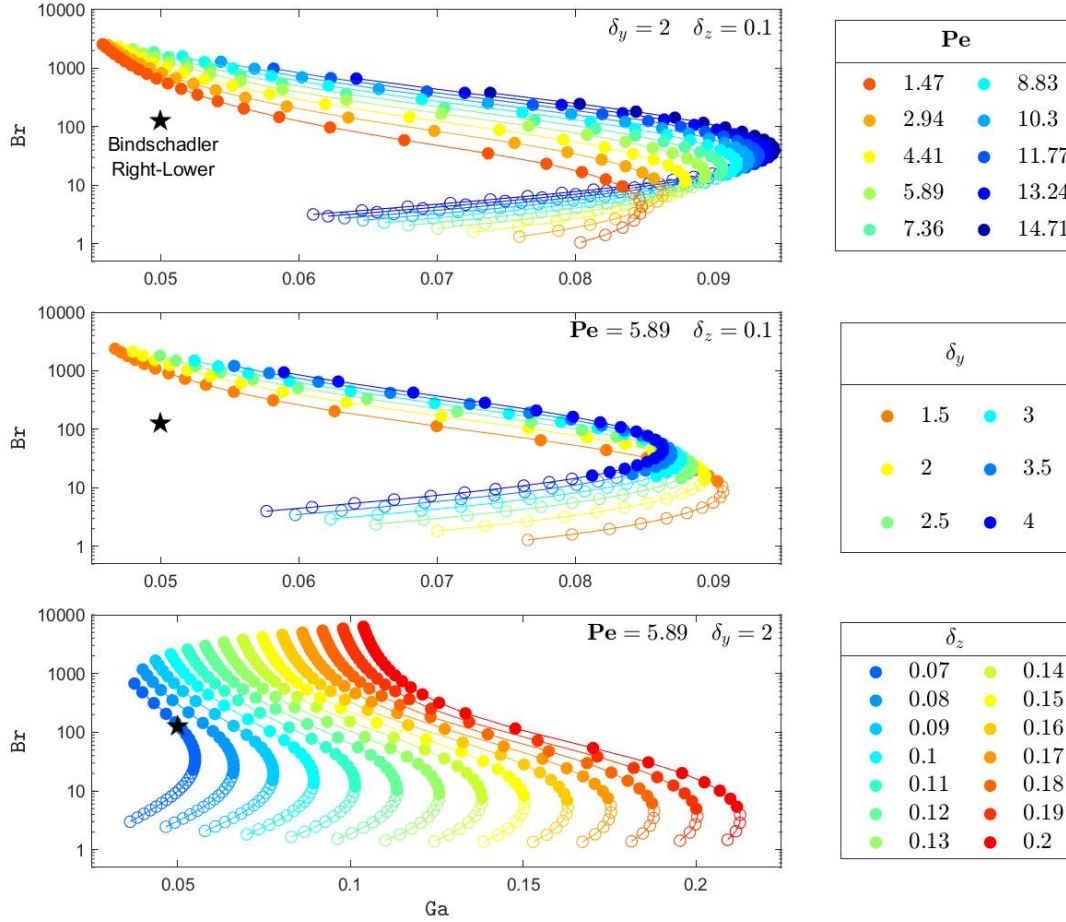 δ_y = 2 δ_z = 0.1
10000
1000
100
10
1
Br
Bindschadler
Right-Lower
0.05 0.06 0.07 0.08 0.09
Pe
1.47 8.83
2.94 10.3
4.41 11.77
5.89 13.24
7.36 14.71
Pe = 5.89 δ_z = 0.1
10000
1000
100
10
1
Br
0.05 0.06 0.07 0.08 0.09
δ_y
1.5 3
2 3.5
2.5 4
Pe = 5.89 δ_y = 2
10000
1000
100
10
1
Br
0.05 0.1 0.15 0.2
Ga
δ_z
0.07 0.14
0.08 0.15
0.09 0.16
0.1 0.17
0.11 0.18
0.12 0.19
0.13 0.2